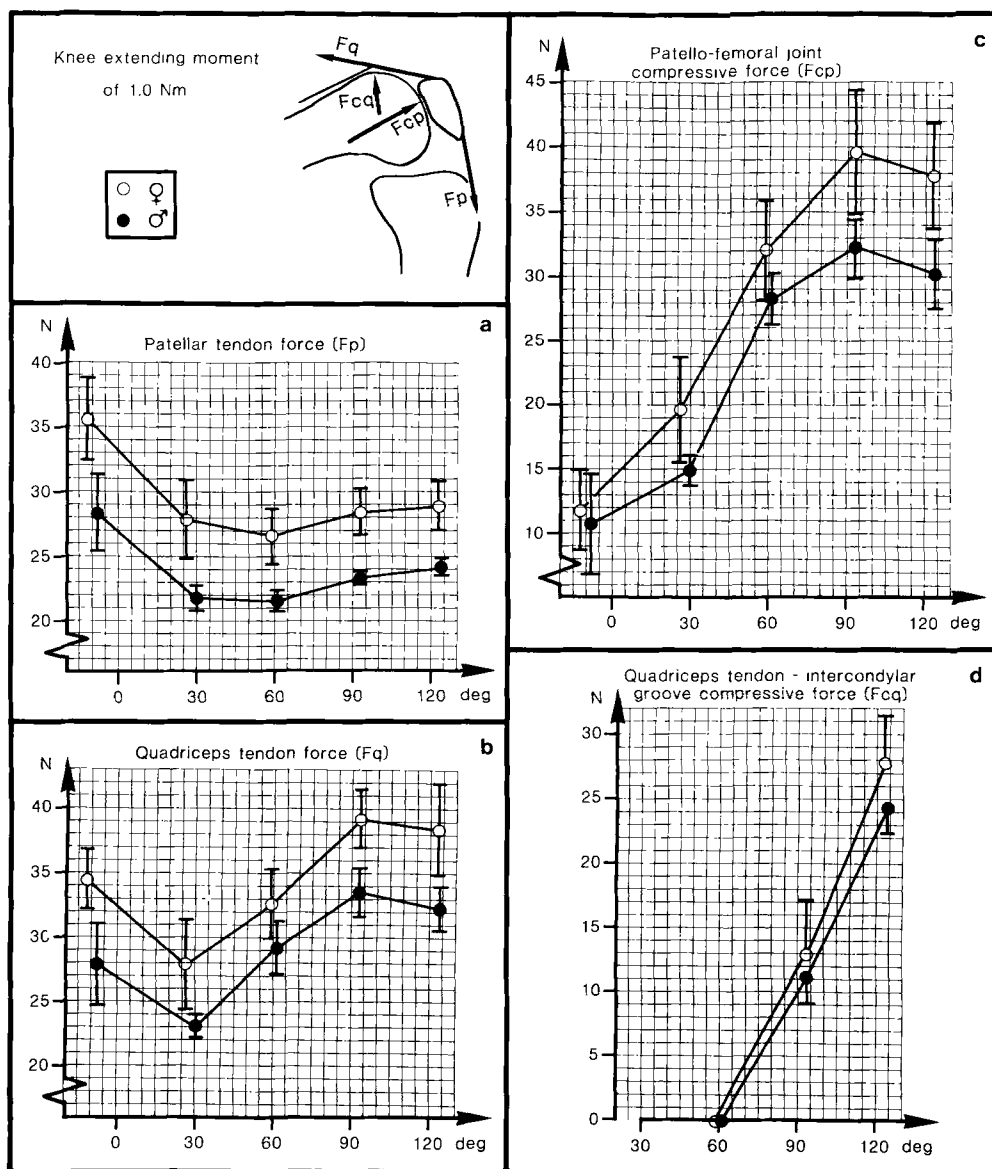 Knee extending moment
of 1.0 Nm
♀
♂
Fq
Fcq
Fcp
Fp
a
N
Patellar tendon force (Fp)
40
35
30
25
20
0 30 60 90 120
deg
b
N
Quadriceps tendon force (Fq)
40
35
30
25
20
0 30 60 90 120 deg
c
N
Patello-femoral joint
compressive force (Fcp)
45
40
35
30
25
20
15
10
0 30 60 90 120 deg
d
N
Quadriceps tendon - intercondylar
groove compressive force (Fcq)
30
25
20
15
10
5
0
30 60 90 120 deg